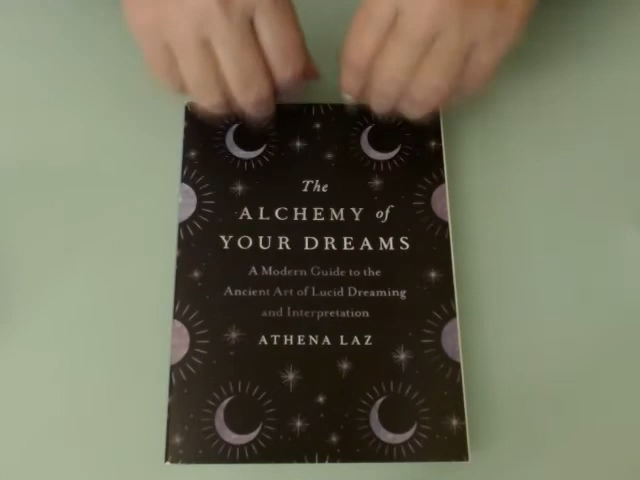 The
ALCHEMY of
YOUR DREAMS
A Modern Guide to the
Ancient Art of Lucid Dreaming
and Interpretation
ATHENA LAZ